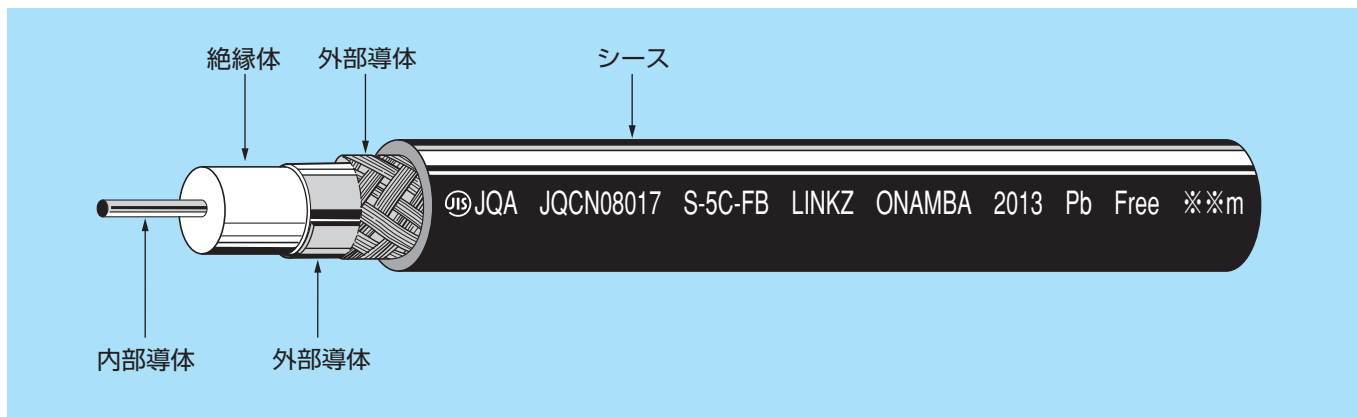 絶縁体 外部導体 シース
JIS JQA JQCN08017 S-5C-FB LINKZ ONAMBA 2013 Pb Free ※※m
内部導体 外部導体